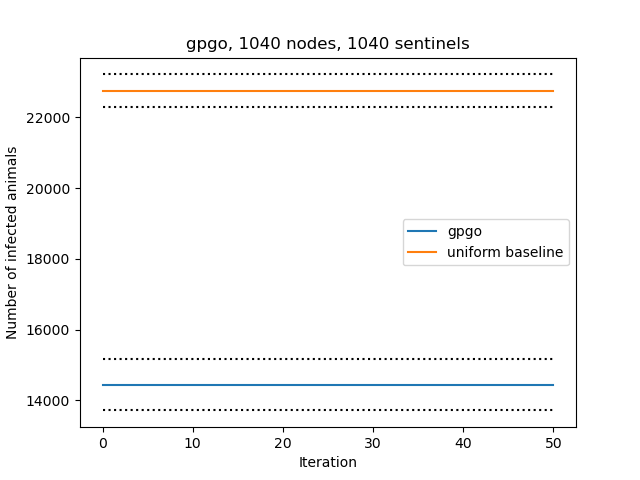 gpgo, 1040 nodes, 1040 sentinels
Number of infected animals
22000
20000
18000
16000
14000
gpgo
uniform baseline
0 10 20 30 40 50
Iteration